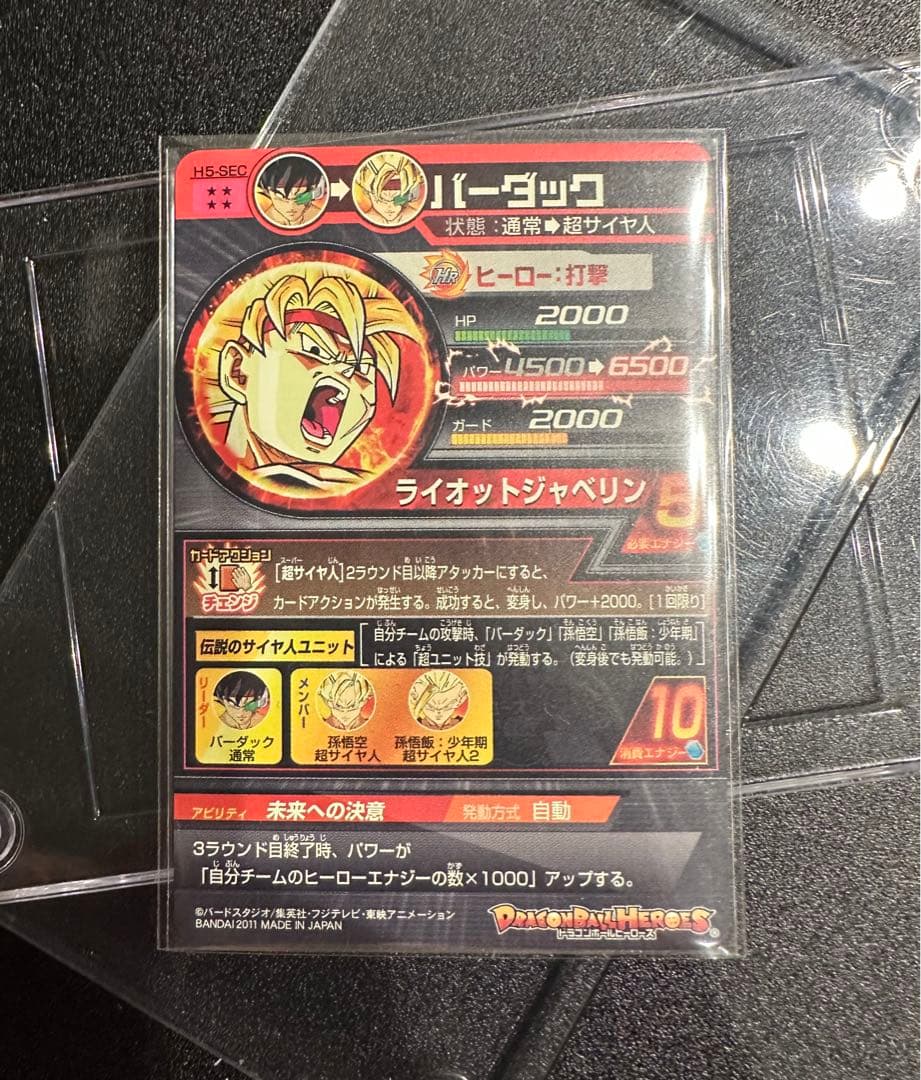 H5-SEC
バーダック
状態：通常➡超サイヤ人
HR ヒーロー：打撃
HP 2000
パワー 4500➡6500
ガード 2000
ライオットジャベリン 5
必要エナジー
カードアクション
チェンジ
[超サイヤ人]2ラウンド目以降アタッカーにすると、
カードアクションが発生する。成功すると、変身し、パワー+2000。[1回限り]
伝説のサイヤ人ユニット
自分チームの攻撃時、「バーダック」「孫悟空」「孫悟飯：少年期」
による「超ユニット技」が発動する。（変身後でも発動可能。）
リーダー
バーダック
通常
メンバー
孫悟空
超サイヤ人
孫悟飯：少年期
超サイヤ人2
10
消費エナジー
アビリティ 未来への決意 発動方式 自動
3ラウンド目終了時、パワーが
「自分チームのヒーローエナジーの数×1000」アップする。
©バードスタジオ/集英社・フジテレビ・東映アニメーション
BANDAI 2011 MADE IN JAPAN
DRAGONBALL HEROES
ドラゴンボールヒーローズ